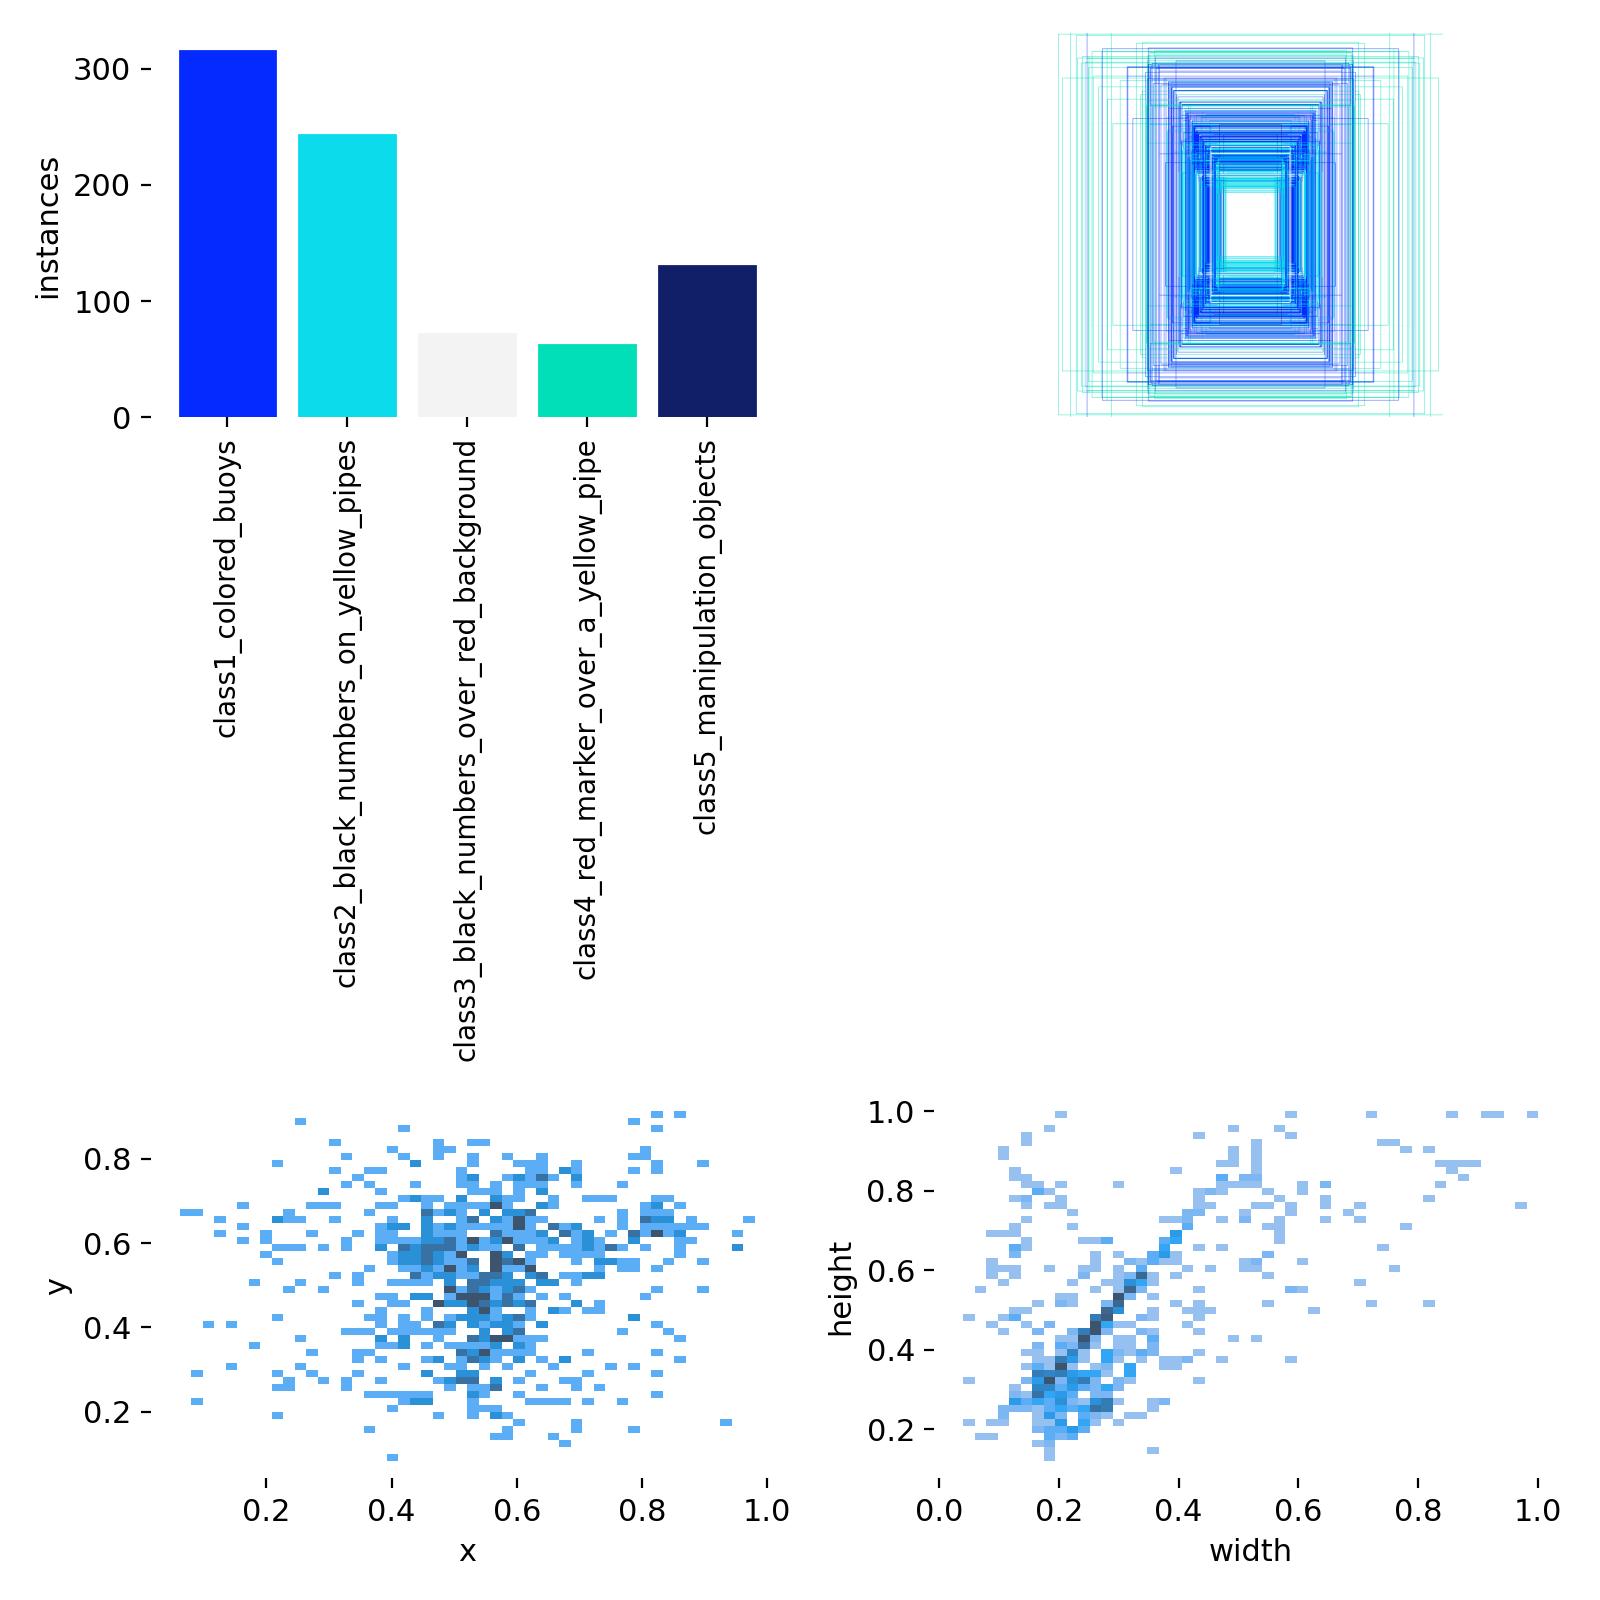 instances
300
200
100
0
class1_colored_buoys
class2_black_numbers_on_yellow_pipes
class3_black_numbers_over_red_background
class4_red_marker_over_a_yellow_pipe
class5_manipulation_objects
y
0.8
0.6
0.4
0.2
0.2 0.4 0.6 0.8 1.0
x
height
1.0
0.8
0.6
0.4
0.2
0.0 0.2 0.4 0.6 0.8 1.0
width